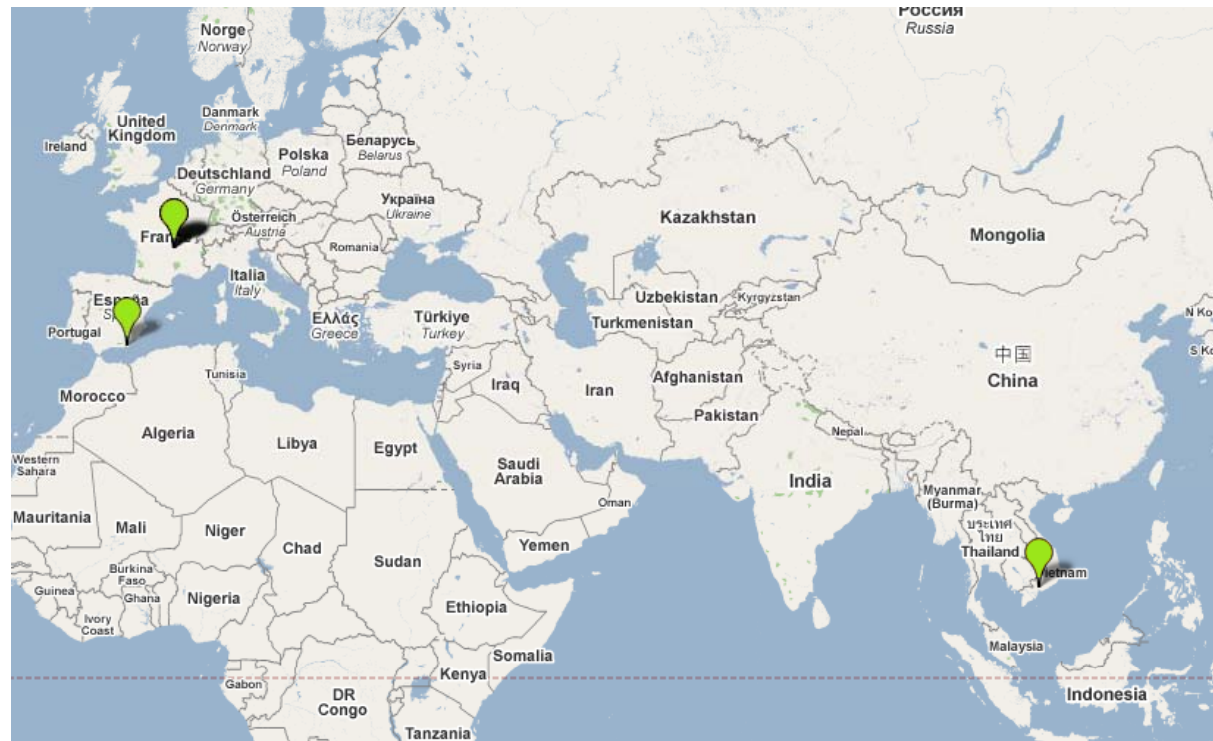 Россия
Russia
Norge
Norway
United
Kingdom
Ireland
Danmark
Denmark
Беларусь
Belarus
Polska
Poland
Deutschland
Germany
Україна
Ukraine
Österreich
Austria
Fran
Romania
Italia
Italy
España
Portugal
Ελλάς
Greece
Türkiye
Turkey
Kazakhstan
Mongolia
Uzbekistan
Kyrgyzstan
Turkmenistan
N Ko
S Ko
中国
China
Tunisia
Syria
Iraq
Iran
Afghanistan
Pakistan
Nepal
Morocco
Algeria
Libya
Egypt
Western
Sahara
Saudi
Arabia
Oman
India
Myanmar
(Burma)
Mauritania
Mali
Niger
Chad
Sudan
Yemen
ประเทศ
ไทย
Thailand
Vietnam
Burkina
Faso
Guinea
Ghana
Nigeria
Ivory
Coast
Ethiopia
Somalia
Malaysia
Kenya
Gabon
DR
Congo
Indonesia
Tanzania